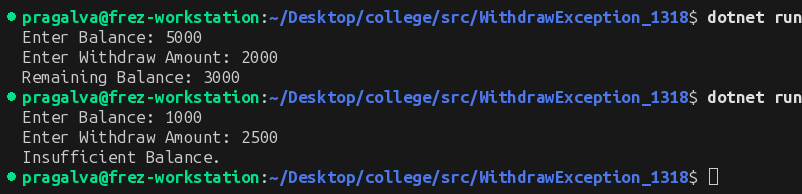 pragalva@frez-workstation:~/Desktop/college/src/WithdrawException_1318$ dotnet run
Enter Balance: 5000
Enter Withdraw Amount: 2000
Remaining Balance: 3000
pragalva@frez-workstation:~/Desktop/college/src/WithdrawException_1318$ dotnet run
Enter Balance: 1000
Enter Withdraw Amount: 2500
Insufficient Balance.
pragalva@frez-workstation:~/Desktop/college/src/WithdrawException_1318$